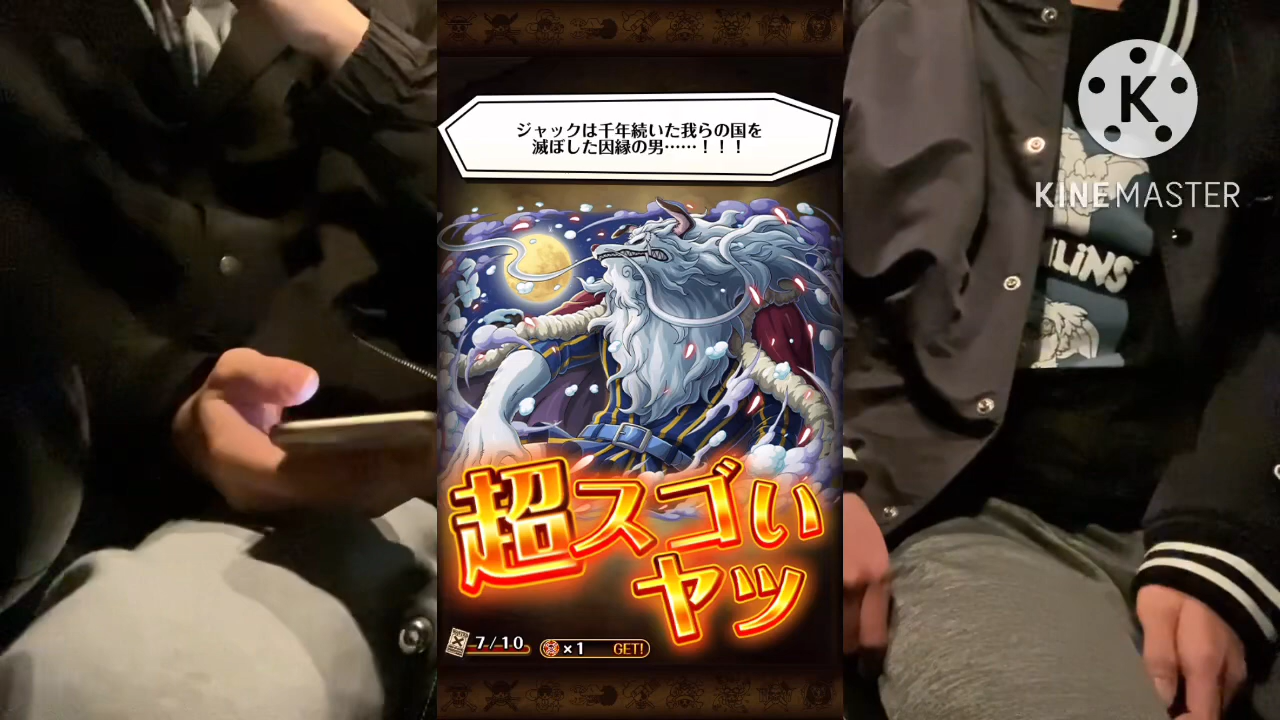 ジャックは千年続いた我らの国を
滅ぼした因縁の男……！！！
超スゴい
ヤツ
7/10
×1
GET!
K
KINEMASTER
LiNS